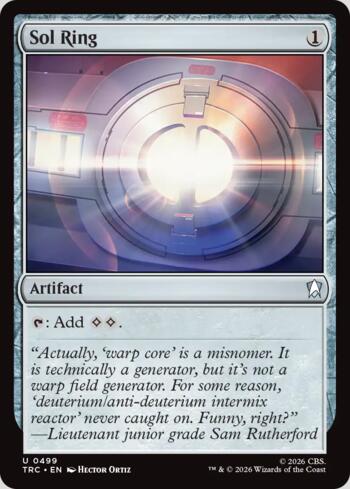 Sol Ring 1
Artifact
: Add .
“Actually, ‘warp core’ is a misnomer. It
is technically a generator, but it’s not a
warp field generator. For some reason,
‘deuterium/anti-deuterium intermix
reactor’ never caught on. Funny, right?”
—Lieutenant junior grade Sam Rutherford
U 0499 © 2026 CBS.
TRC • EN Hector Ortiz ™ & © 2026 Wizards of the Coast